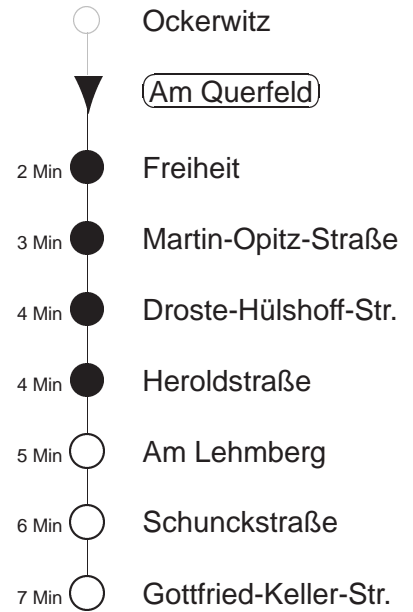 Ockerwitz
Am Querfeld
2 Min Freiheit
3 Min Martin-Opitz-Straße
4 Min Droste-Hülshoff-Str.
4 Min Heroldstraße
5 Min Am Lehmberg
6 Min Schunckstraße
7 Min Gottfried-Keller-Str.